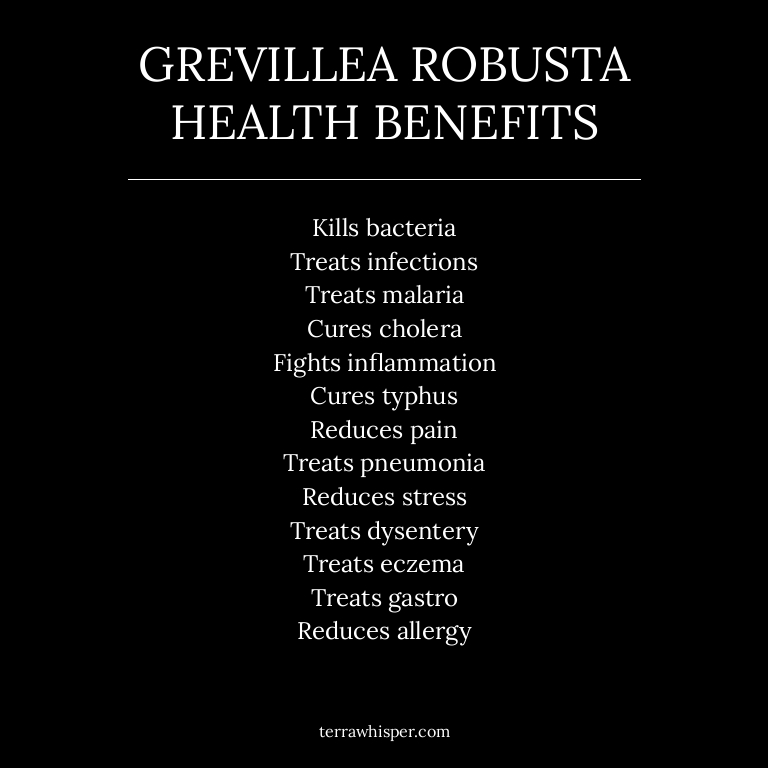 GREVILLEA ROBUSTA
HEALTH BENEFITS
Kills bacteria
Treats infections
Treats malaria
Cures cholera
Fights inflammation
Cures typhus
Reduces pain
Treats pneumonia
Reduces stress
Treats dysentery
Treats eczema
Treats gastro
Reduces allergy
terrawhisper.com